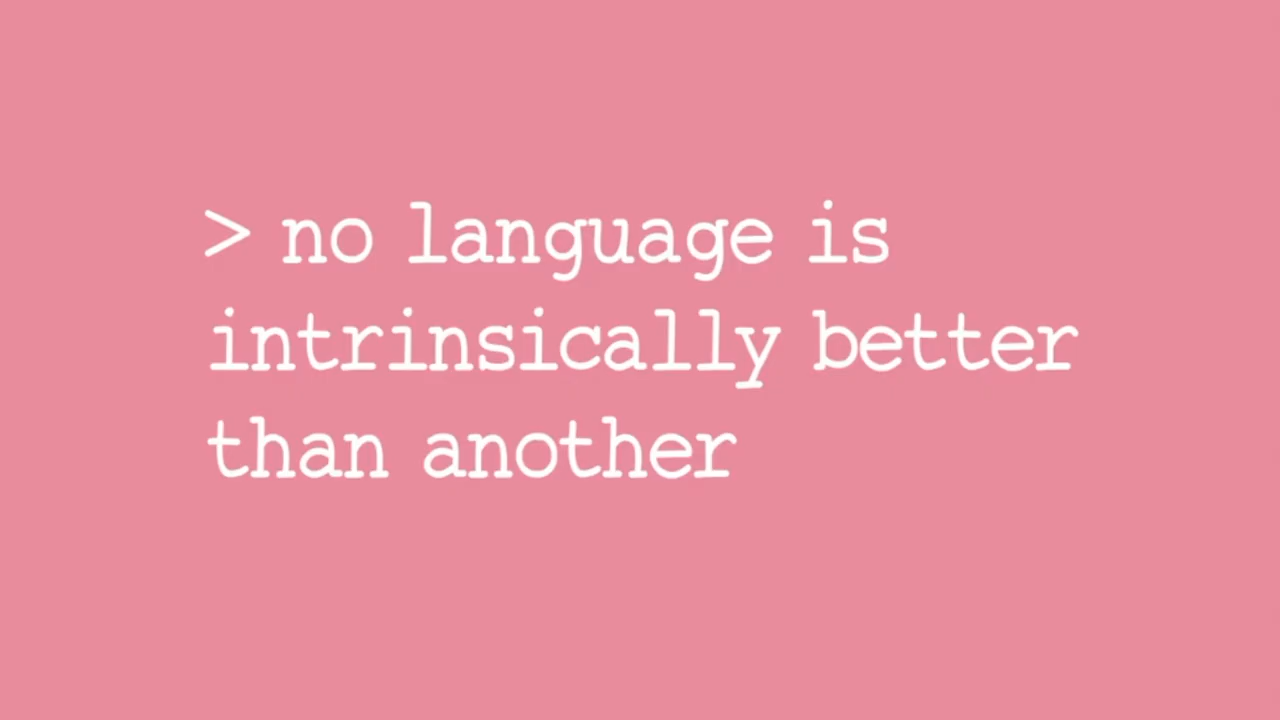 > no language is
intrinsically better
than another